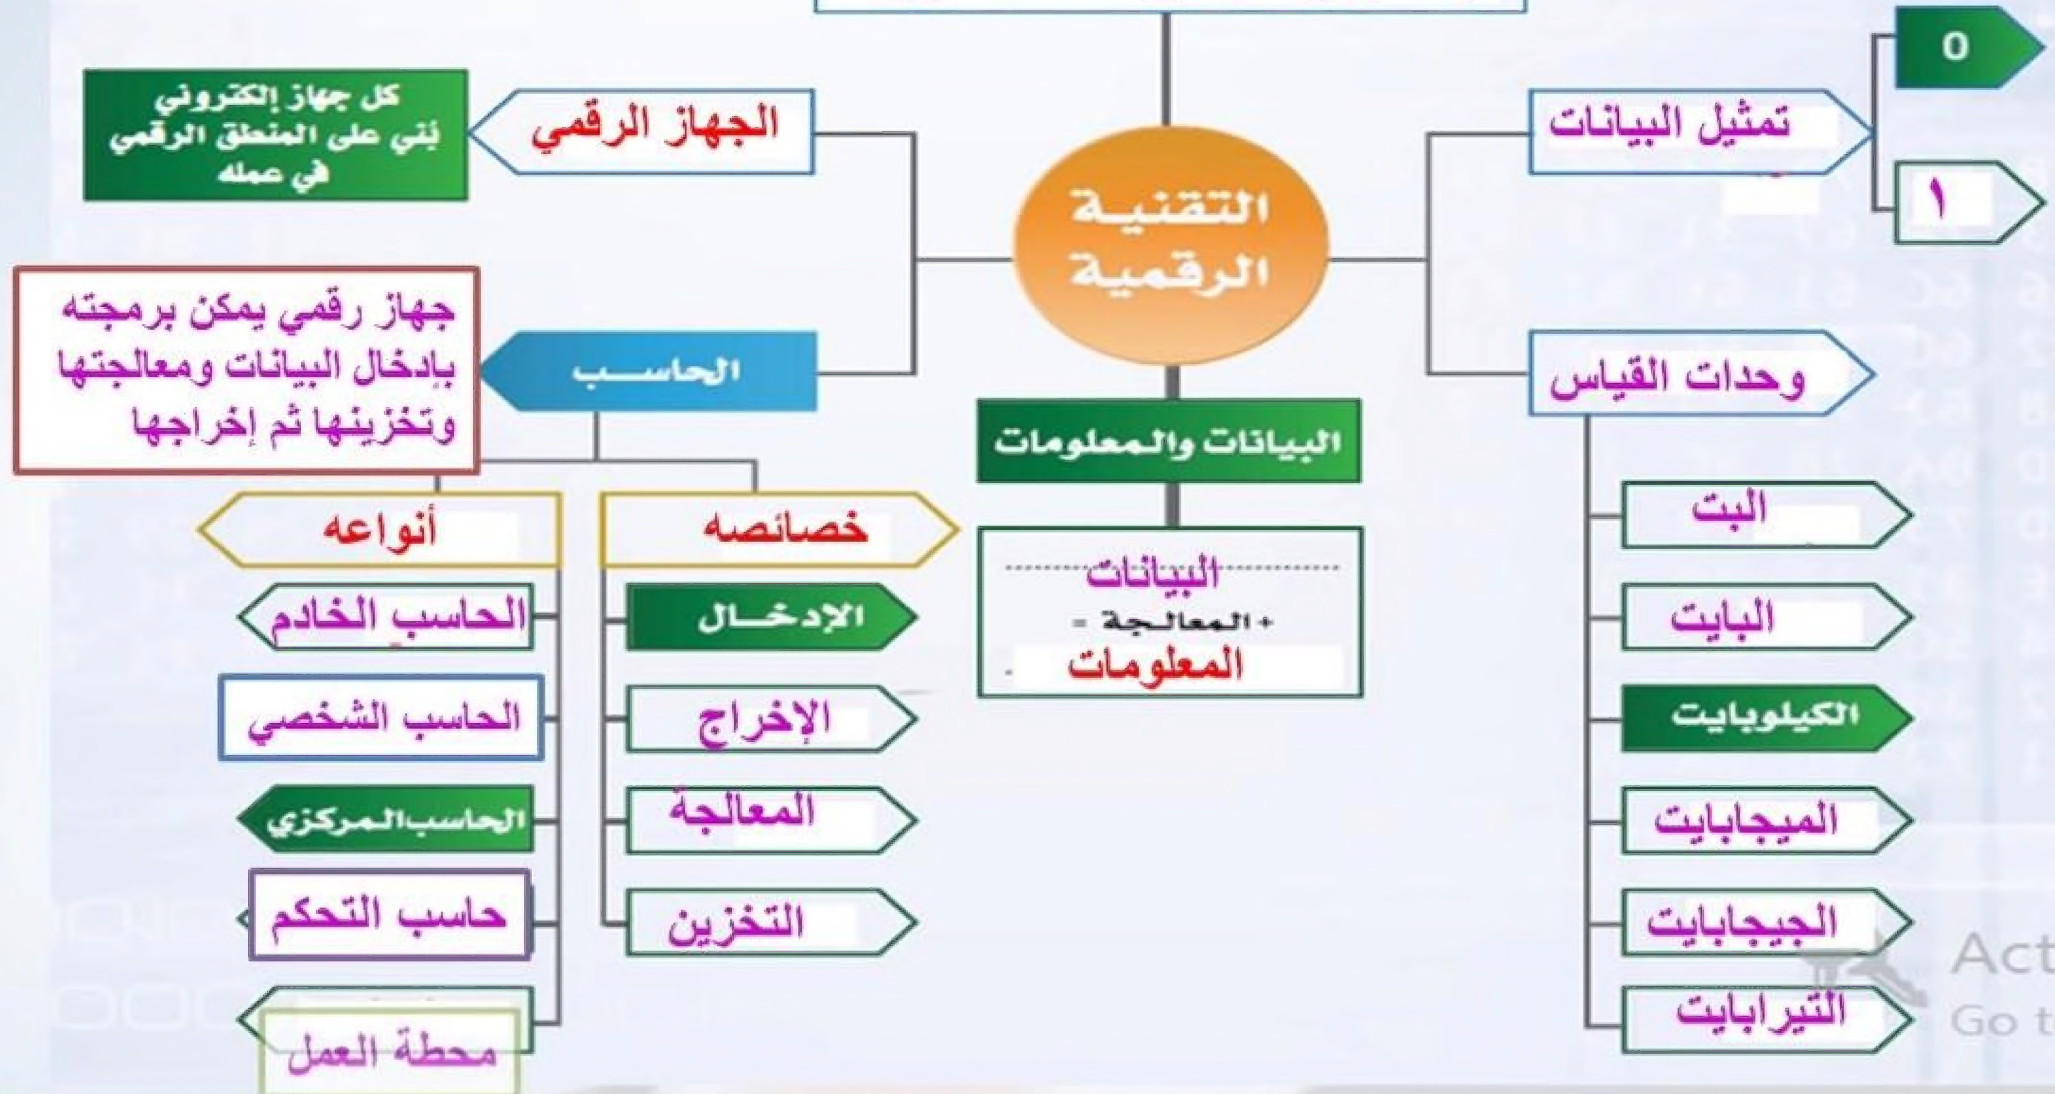 0
تمثيل البيانات
١
الجهاز الرقمي
كل جهاز إلكتروني
بُني على المنطق الرقمي
في عمله
التقنية
الرقمية
وحدات القياس
البت
البايت
الكيلوبايت
الميجابايت
الجيجابايت
التيرابايت
البيانات والمعلومات
البيانات
+ المعالجة =
المعلومات
الحاسب
جهاز رقمي يمكن برمجته
بإدخال البيانات ومعالجتها
وتخزينها ثم إخراجها
خصائصه
الإدخال
الإخراج
المعالجة
التخزين
أنواعه
الحاسب الخادم
الحاسب الشخصي
الحاسب المركزي
حاسب التحكم
محطة العمل
Act
Go t